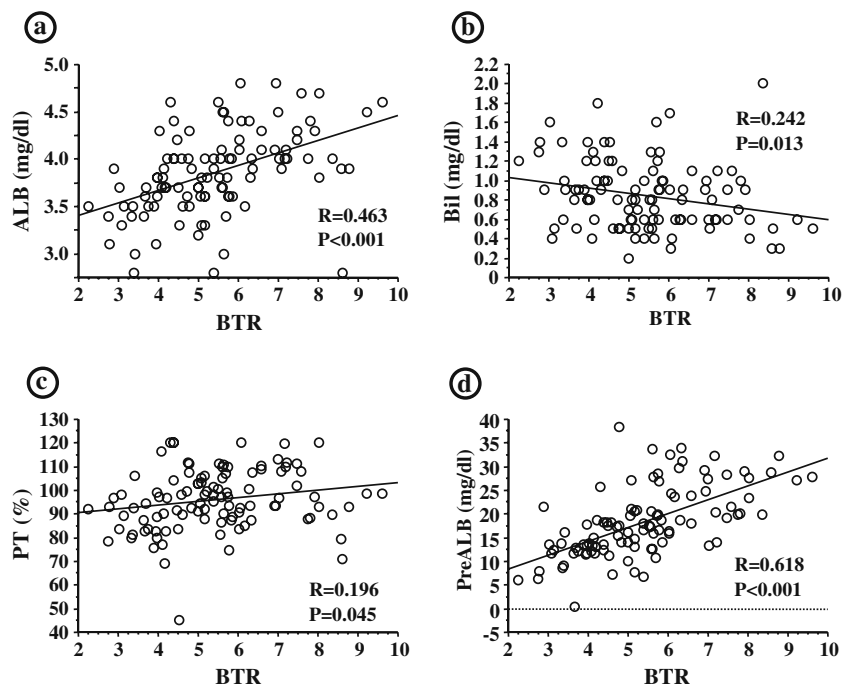 a
5.0
4.5
4.0
3.5
3.0
ALB (mg/dl)
R=0.463
P<0.001
2 3 4 5 6 7 8 9 10
BTR
b
2.2
2.0
1.8
1.6
1.4
1.2
1.0
0.8
0.6
0.4
0.2
0
Bil (mg/dl)
R=0.242
P=0.013
2 3 4 5 6 7 8 9 10
BTR
c
130
120
110
100
90
80
70
60
50
40
PT (%)
R=0.196
P=0.045
2 3 4 5 6 7 8 9 10
BTR
d
40
35
30
25
20
15
10
5
0
-5
PreALB (mg/dl)
R=0.618
P<0.001
2 3 4 5 6 7 8 9 10
BTR